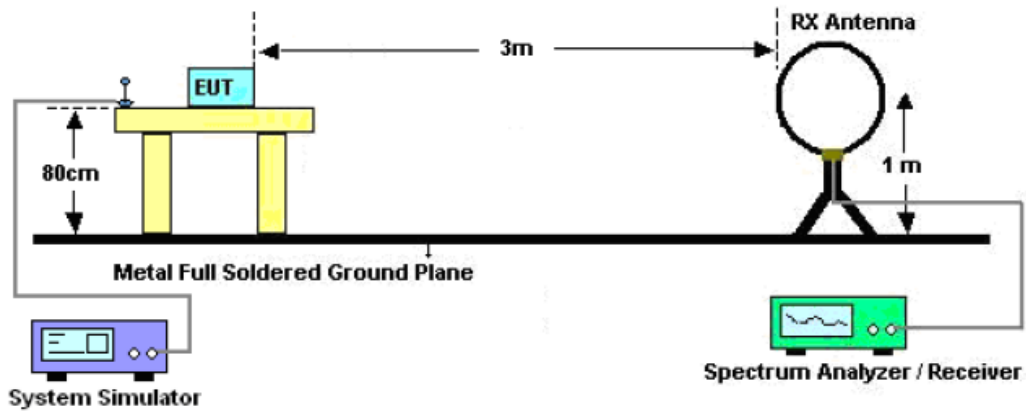 RX Antenna
3m
EUT
80cm
1 m
Metal Full Soldered Ground Plane
System Simulator
Spectrum Analyzer / Receiver